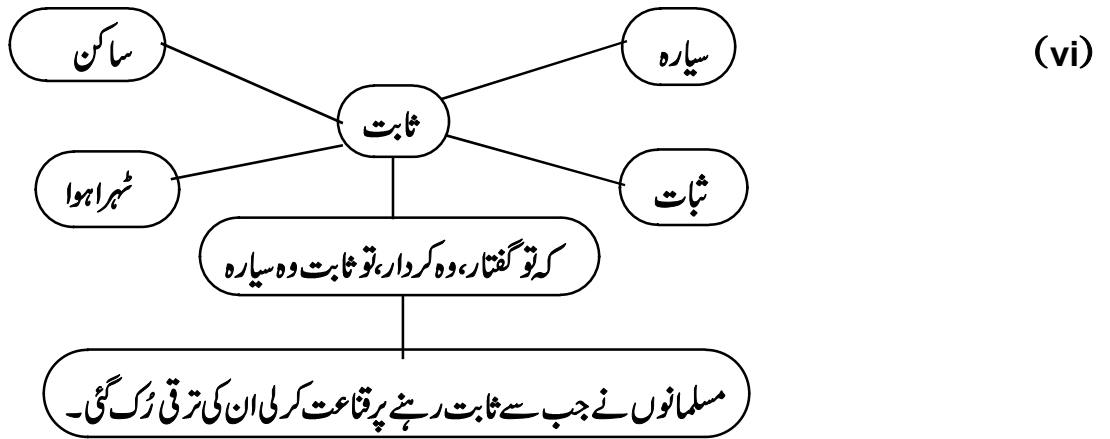 (vi)
سیارہ
ساکن
ثابت
ثبات
ٹہرا ہوا
کہ تو گفتار، وہ کردار، تو ثابت وہ سیارہ
مسلمانوں نے جب سے ثابت رہنے پر قناعت کر لی ان کی ترقی رُک گئی۔